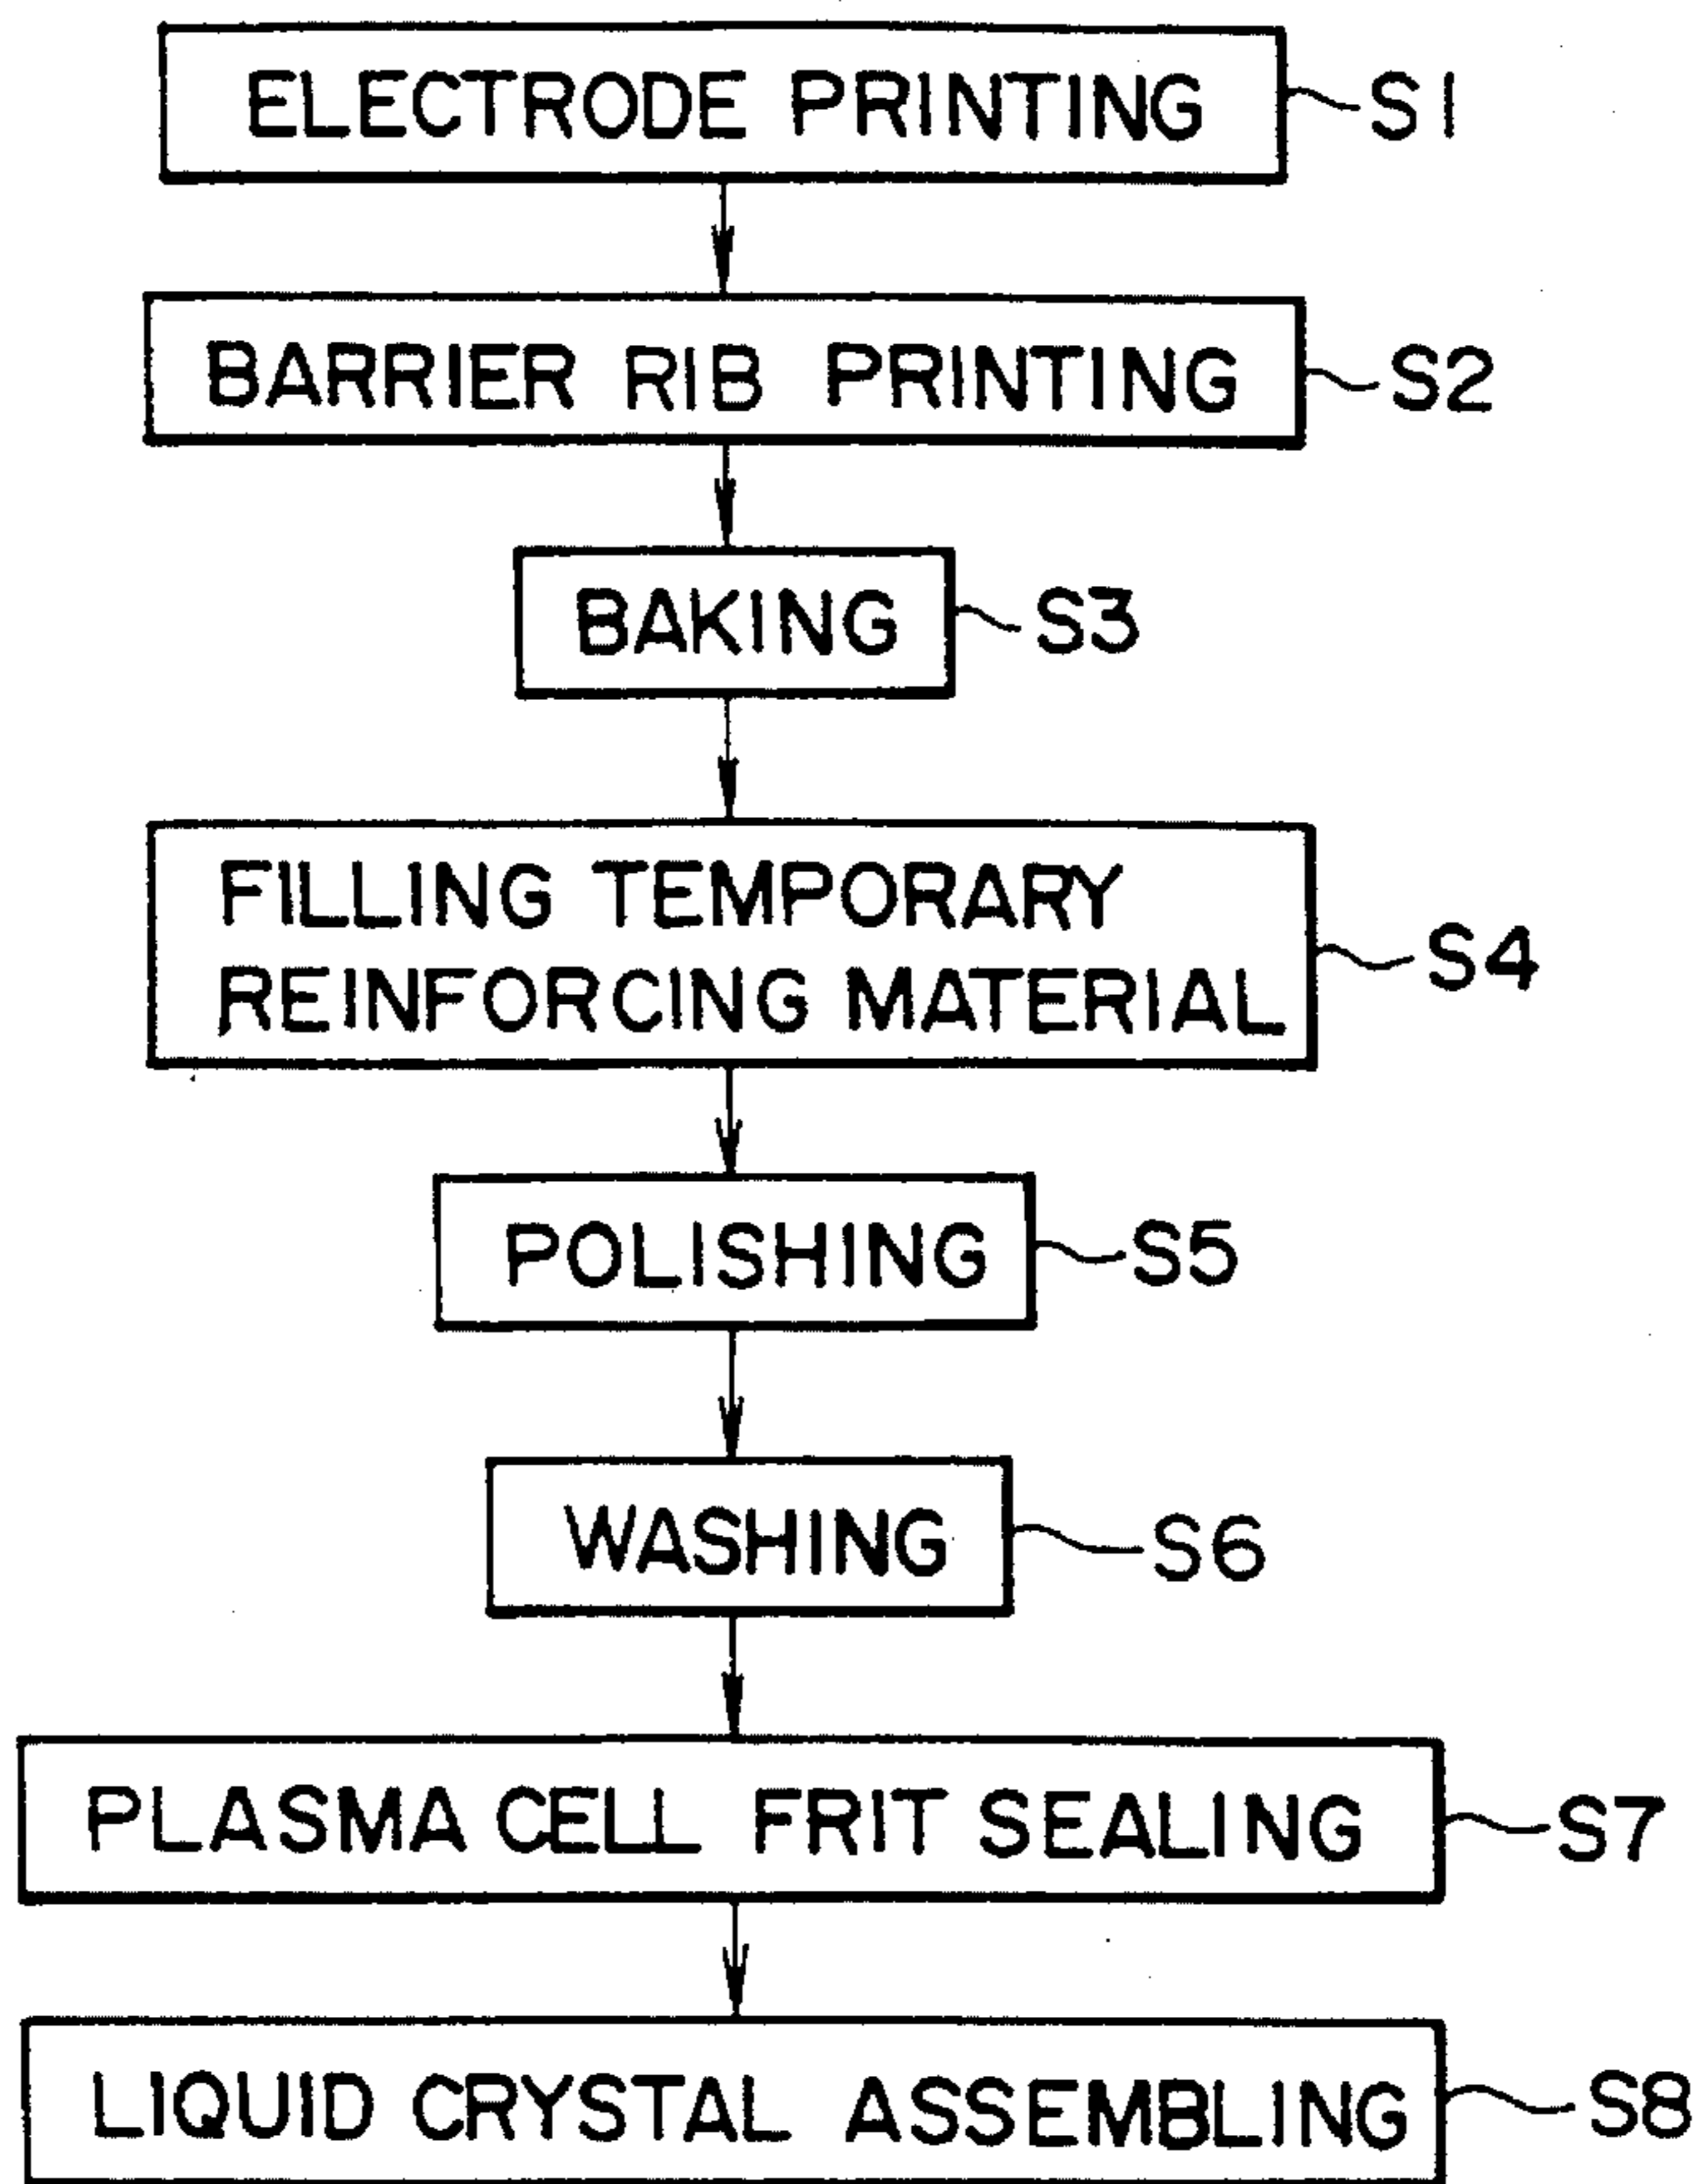 ELECTRODE PRINTING S1
BARRIER RIB PRINTING S2
BAKING S3
FILLING TEMPORARY
REINFORCING MATERIAL S4
POLISHING S5
WASHING S6
PLASMA CELL FRIT SEALING S7
LIQUID CRYSTAL ASSEMBLING S8